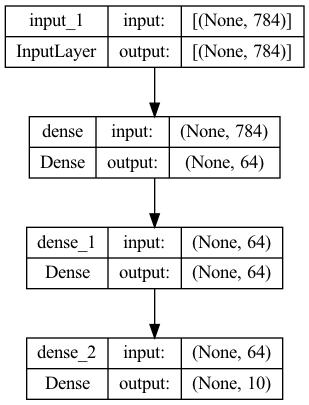 input_1 input: [(None, 784)]
InputLayer output: [(None, 784)]
dense input: (None, 784)
Dense output: (None, 64)
dense_1 input: (None, 64)
Dense output: (None, 64)
dense_2 input: (None, 64)
Dense output: (None, 10)